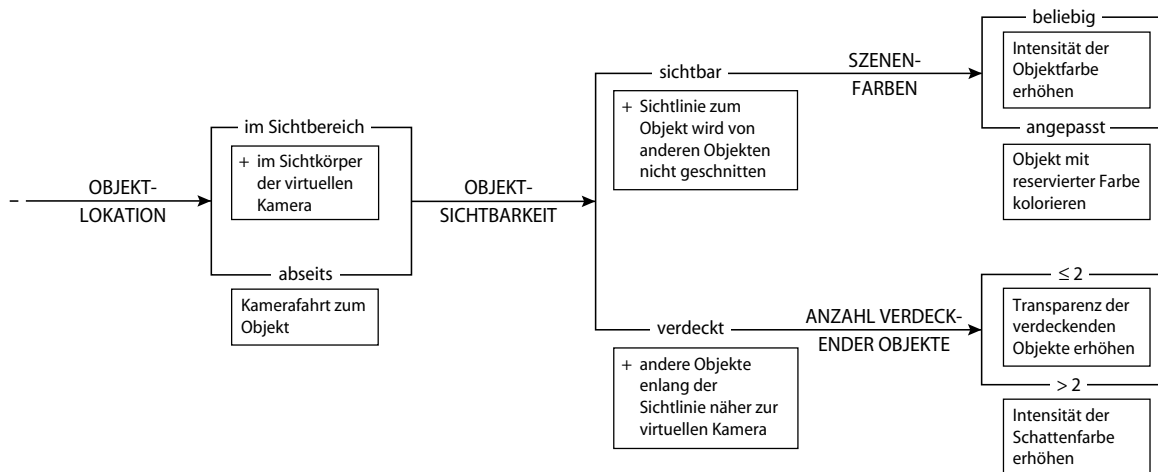 –
OBJEKT-
LOKATION
im Sichtbereich
+ im Sichtkörper
der virtuellen
Kamera
abseits
Kamerafahrt zum
Objekt
OBJEKT-
SICHTBARKEIT
sichtbar
+ Sichtlinie zum
Objekt wird von
anderen Objekten
nicht geschnitten
SZENEN-
FARBEN
beliebig
Intensität der
Objektfarbe
erhöhen
angepasst
Objekt mit
reservierter Farbe
kolorieren
verdeckt
+ andere Objekte
enlang der
Sichtlinie näher zur
virtuellen Kamera
ANZAHL VERDECK-
ENDER OBJEKTE
≤ 2
Transparenz der
verdeckenden
Objekte erhöhen
> 2
Intensität der
Schattenfarbe
erhöhen